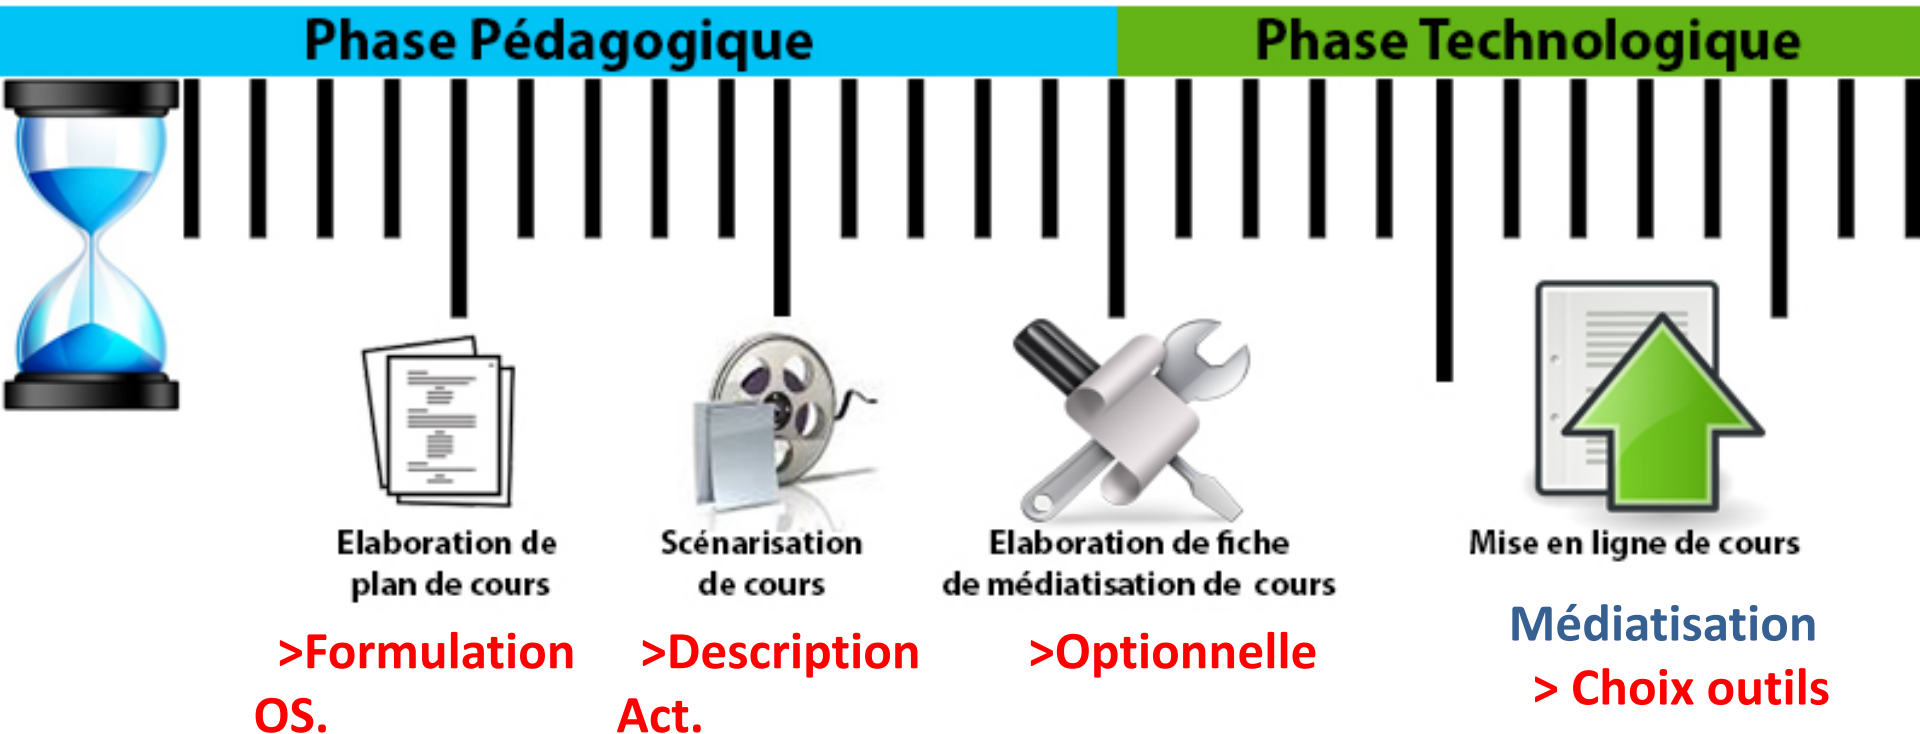 Phase Pédagogique
Phase Technologique
Elaboration de
plan de cours
>Formulation
OS.
Scénarisation
de cours
>Description
Act.
Elaboration de fiche
de médiatisation de cours
>Optionnelle
Mise en ligne de cours
Médiatisation
> Choix outils